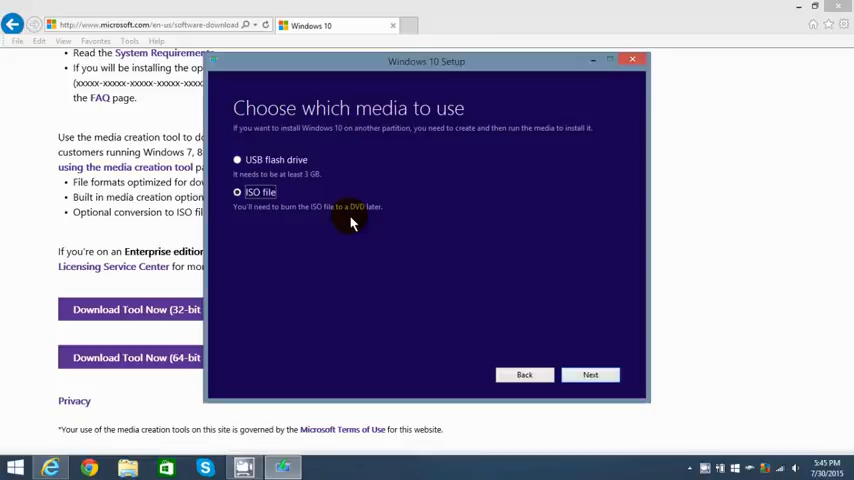 http://www.microsoft.com/en-us/software-download
Windows 10
File Edit View Favorites Tools Help
Read the System Requirements
If you will be installing the op
(xxxxx-xxxxx-xxxxx-xxxxx-xxxx
the FAQ page.
Use the media creation tool to do
customers running Windows 7, 8
using the media creation tool p
File formats optimized for dow
Built in media creation option
Optional conversion to ISO fil
If you're on an Enterprise edition
Licensing Service Center for mor
Download Tool Now (32-bit
Download Tool Now (64-bit
Privacy
*Your use of the media creation tools on this site is governed by the Microsoft Terms of Use for this website.
Windows 10 Setup
Choose which media to use
If you want to install Windows 10 on another partition, you need to create and then run the media to install it.
USB flash drive
It needs to be at least 3 GB.
ISO file
You'll need to burn the ISO file to a DVD later.
Back Next
5:45 PM
7/30/2015